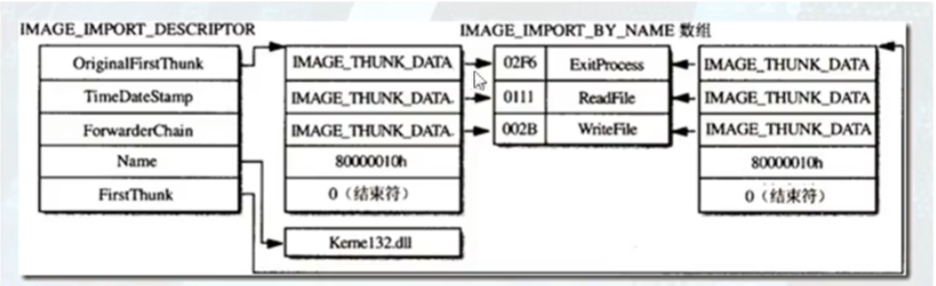 IMAGE_IMPORT_DESCRIPTOR
IMAGE_IMPORT_BY_NAME 数组
OriginalFirstThunk
TimeDateStamp
ForwarderChain
Name
FirstThunk
IMAGE_THUNK_DATA
IMAGE_THUNK_DATA.
IMAGE_THUNK_DATA.
80000010h
0（结束符）
Kerne132.dll
02F6 ExitProcess
0111 ReadFile
002B WriteFile
IMAGE_THUNK_DATA
IMAGE_THUNK_DATA
IMAGE_THUNK_DATA
80000010h
0（结束符）